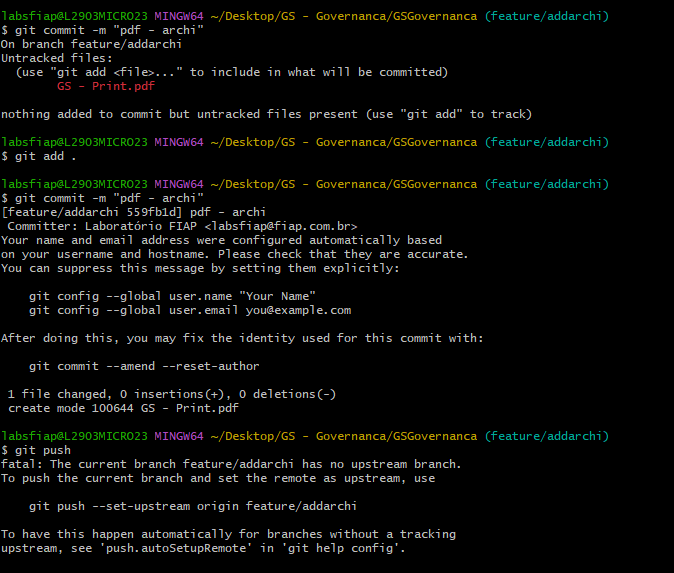 labsfiap@L29O3MICRO23 MINGW64 ~/Desktop/GS - Governanca/GSGovernanca (feature/addarchi)
$ git commit -m "pdf - archi"
On branch feature/addarchi
Untracked files:
  (use "git add <file>..." to include in what will be committed)
        GS - Print.pdf

nothing added to commit but untracked files present (use "git add" to track)

labsfiap@L29O3MICRO23 MINGW64 ~/Desktop/GS - Governanca/GSGovernanca (feature/addarchi)
$ git add .

labsfiap@L29O3MICRO23 MINGW64 ~/Desktop/GS - Governanca/GSGovernanca (feature/addarchi)
$ git commit -m "pdf - archi"
[feature/addarchi 559fb1d] pdf - archi
 Committer: Laboratório FIAP <labsfiap@fiap.com.br>
Your name and email address were configured automatically based
on your username and hostname. Please check that they are accurate.
You can suppress this message by setting them explicitly:

    git config --global user.name "Your Name"
    git config --global user.email you@example.com

After doing this, you may fix the identity used for this commit with:

    git commit --amend --reset-author

 1 file changed, 0 insertions(+), 0 deletions(-)
 create mode 100644 GS - Print.pdf

labsfiap@L29O3MICRO23 MINGW64 ~/Desktop/GS - Governanca/GSGovernanca (feature/addarchi)
$ git push
fatal: The current branch feature/addarchi has no upstream branch.
To push the current branch and set the remote as upstream, use

    git push --set-upstream origin feature/addarchi

To have this happen automatically for branches without a tracking
upstream, see 'push.autoSetupRemote' in 'git help config'.